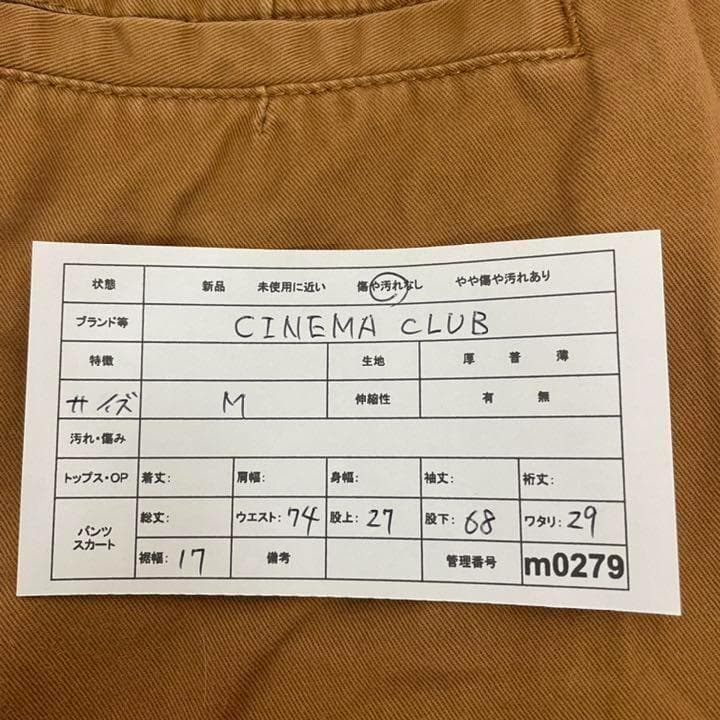 状態 新品 未使用に近い 傷や汚れなし やや傷や汚れあり
ブランド等 CINEMA CLUB
特徴 生地 厚 普 薄
サイズ M 伸縮性 有 無
汚れ・傷み
トップス・OP 着丈: 肩幅: 身幅: 袖丈: 裄丈:
パンツ スカート 総丈: ウエスト: 74 股上: 27 股下: 68 ワタリ: 29
裾幅: 17 備考 管理番号 m0279